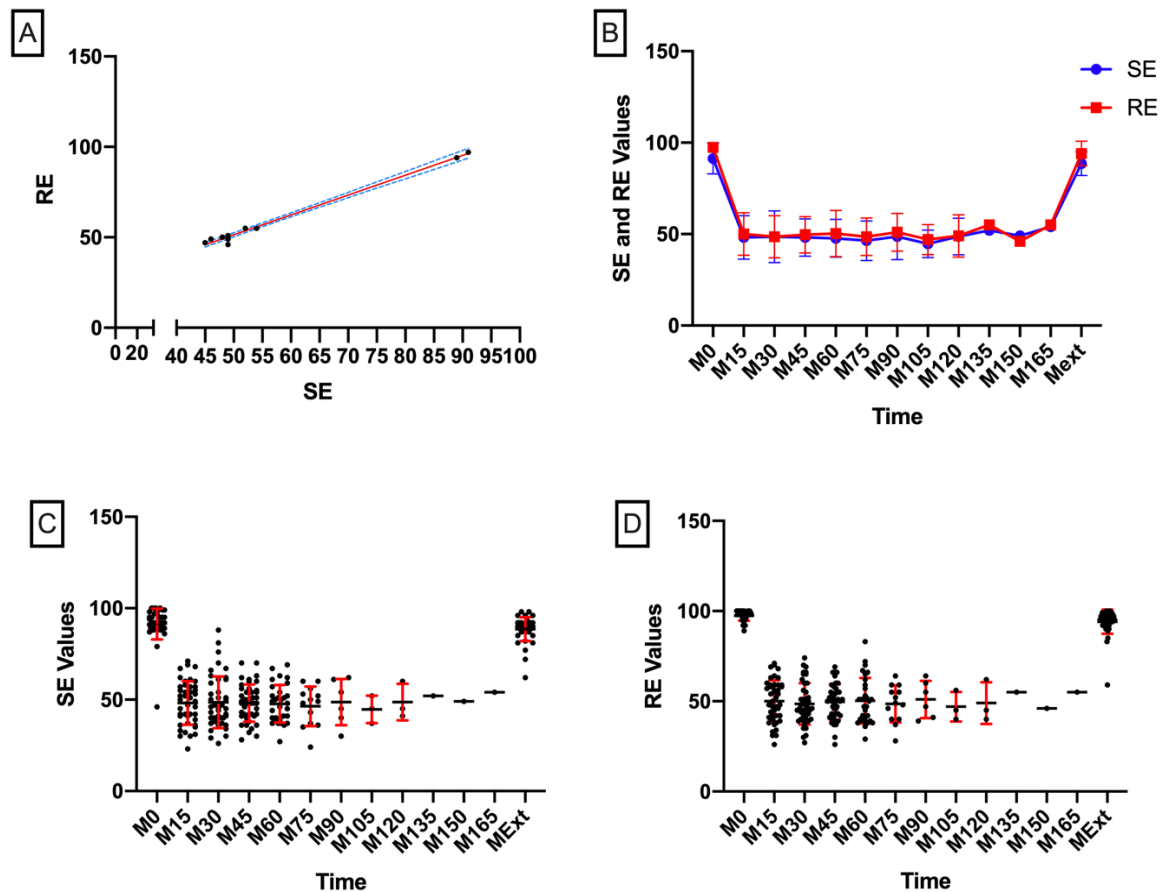 A
150
100
50
0
RE
0 20 40 45 50 55 60 65 70 75 80 85 90 95 100
SE
B
150
100
50
0
SE and RE Values
SE
RE
M0 M15 M30 M45 M60 M75 M90 M105 M120 M135 M150 M165 Mext
Time
C
150
100
50
0
SE Values
M0 M15 M30 M45 M60 M75 M90 M105 M120 M135 M150 M165 MExt
Time
D
150
100
50
0
RE Values
M0 M15 M30 M45 M60 M75 M90 M105 M120 M135 M150 M165 MExt
Time